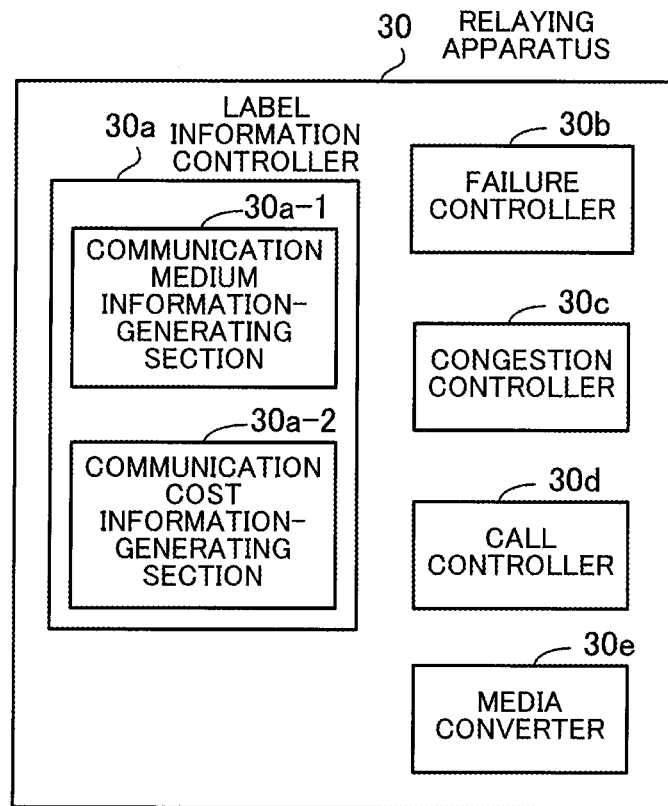 30
RELAYING
APPARATUS
30a
LABEL
INFORMATION
CONTROLLER
30a-1
COMMUNICATION
MEDIUM
INFORMATION-
GENERATING
SECTION
30a-2
COMMUNICATION
COST
INFORMATION-
GENERATING
SECTION
30b
FAILURE
CONTROLLER
30c
CONGESTION
CONTROLLER
30d
CALL
CONTROLLER
30e
MEDIA
CONVERTER